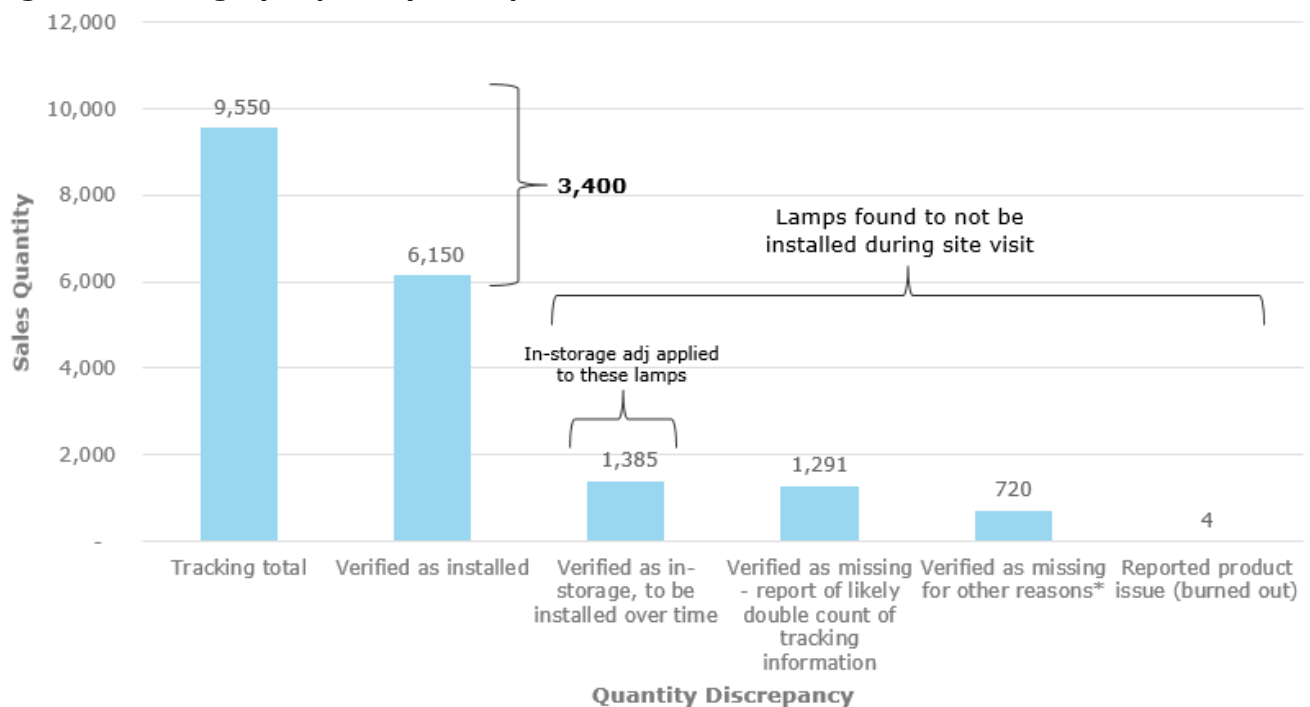 12,000
10,000
8,000
6,000
4,000
2,000
-
Sales Quantity
9,550
6,150
3,400
Lamps found to not be
installed during site visit
In-storage adj applied
to these lamps
1,385
1,291
720
4
Tracking total
Verified as installed
Verified as in-
storage, to be
installed over time
Verified as missing
- report of likely
double count of
tracking
information
Verified as missing
for other reasons*
Reported product
issue (burned out)
Quantity Discrepancy